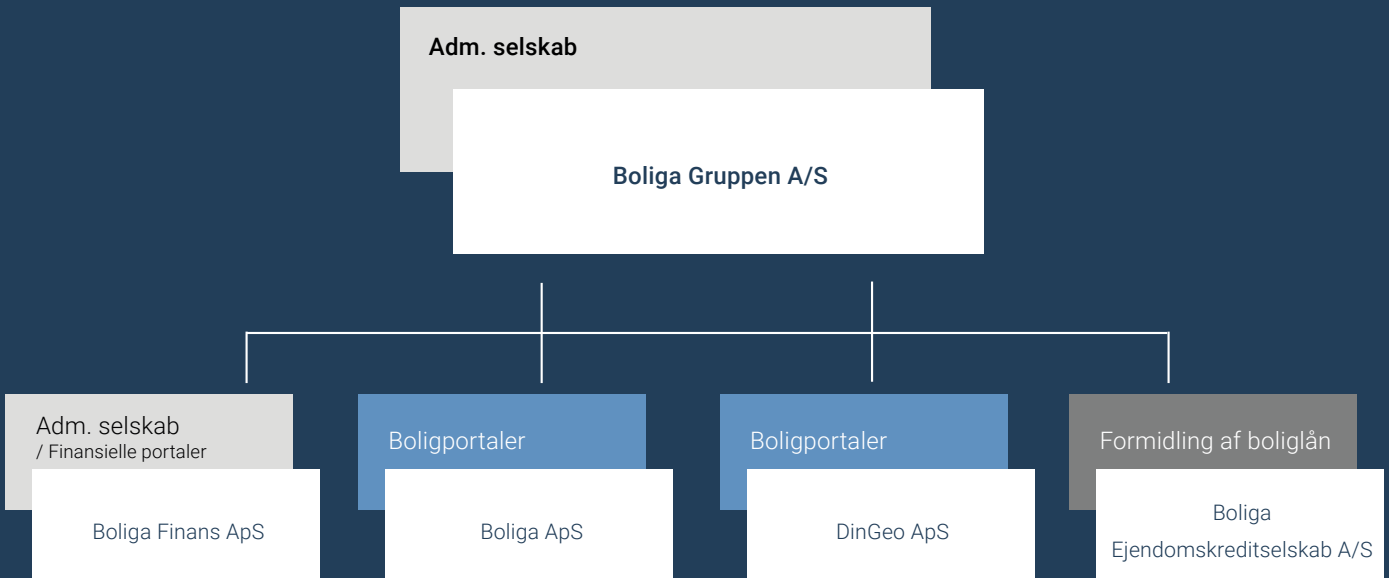 Adm. selskab
Boliga Gruppen A/S
Adm. selskab
/ Finansielle portaler
Boliga Finans ApS
Boligportaler
Boliga ApS
Boligportaler
DinGeo ApS
Formidling af boliglån
Boliga
Ejendomskreditselskab A/S